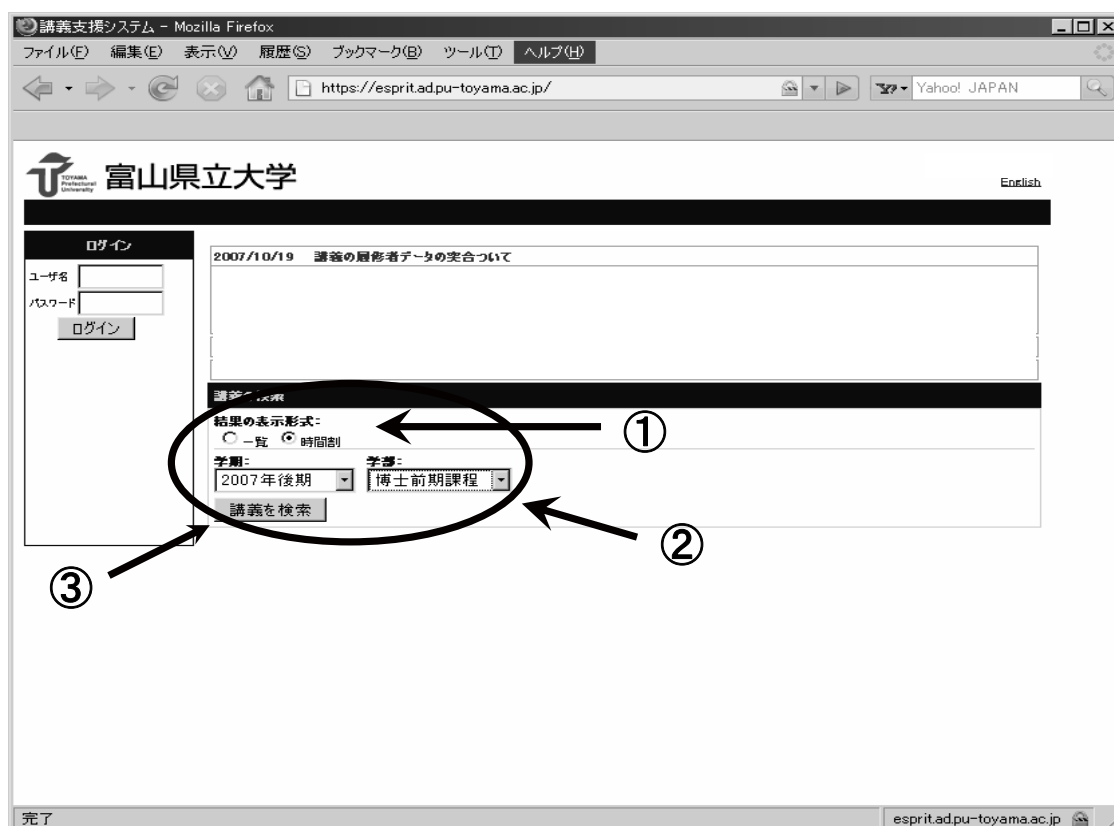 講義支援システム - Mozilla Firefox
ファイル(F) 編集(E) 表示(V) 履歴(S) ブックマーク(B) ツール(T) ヘルプ(H)
https://esprit.ad.pu-toyama.ac.jp/
Yahoo! JAPAN
TOYAMA Prefectural University
富山県立大学
English
ログイン
ユーザ名
パスワード
ログイン
2007/10/19 講義の履修者データの実合ついて
講義の検索
結果の表示形式:
一覧 時間割
①
学期: 学部:
2007年後期 博士前期課程
講義を検索
②
③
完了
esprit.ad.pu-toyama.ac.jp